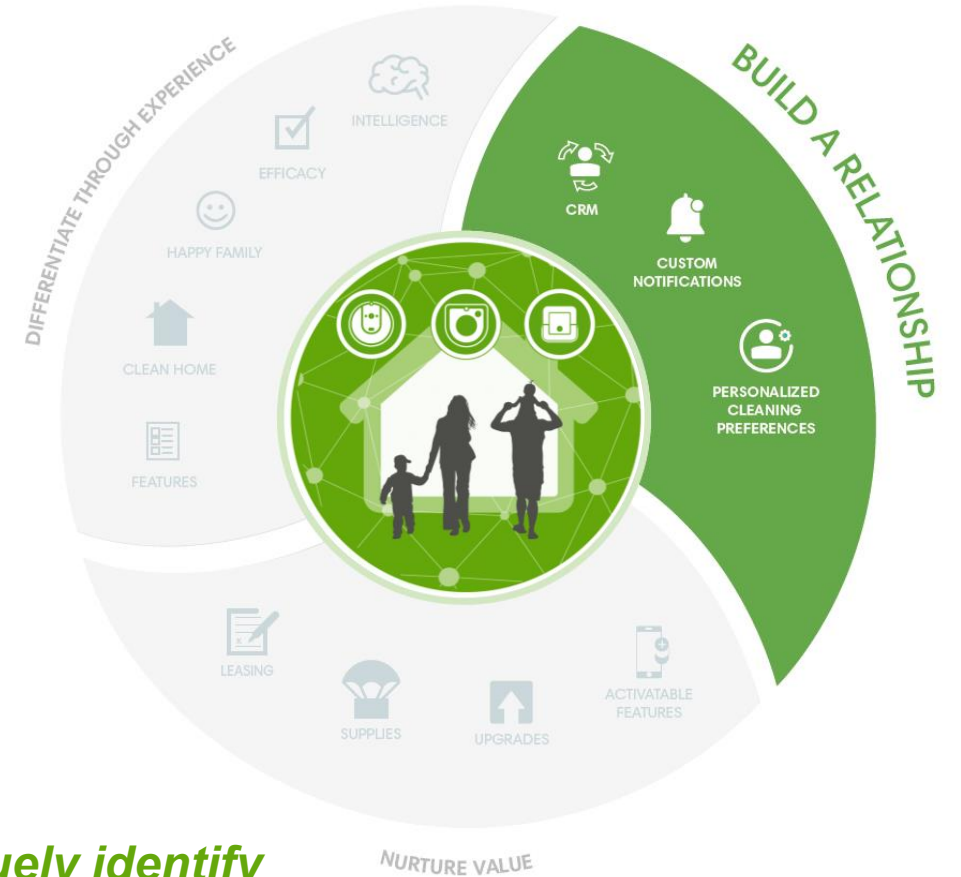 DIFFERENTIATE THROUGH EXPERIENCE
INTELLIGENCE
EFFICACY
HAPPY FAMILY
CLEAN HOME
FEATURES
BUILD A RELATIONSHIP
CRM
CUSTOM
NOTIFICATIONS
PERSONALIZED
CLEANING
PREFERENCES
LEASING
SUPPLIES
UPGRADES
ACTIVATABLE
FEATURES
NURTURE VALUE
identify